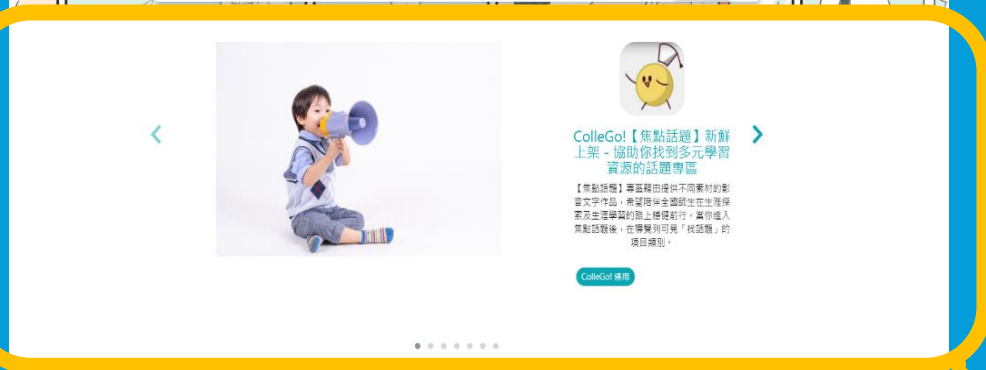 ColleGo!【焦點話題】新鮮
上架 - 協助你找到多元學習
資源的話題專區
【焦點話題】專區藉由提供不同素材的影
音文字作品，希望陪伴全國師生在生涯探
索及生涯學習的路上穩健前行。當你進入
焦點話題後，在導覽列可見「找話題」的
項目類別。
ColleGo! 運用